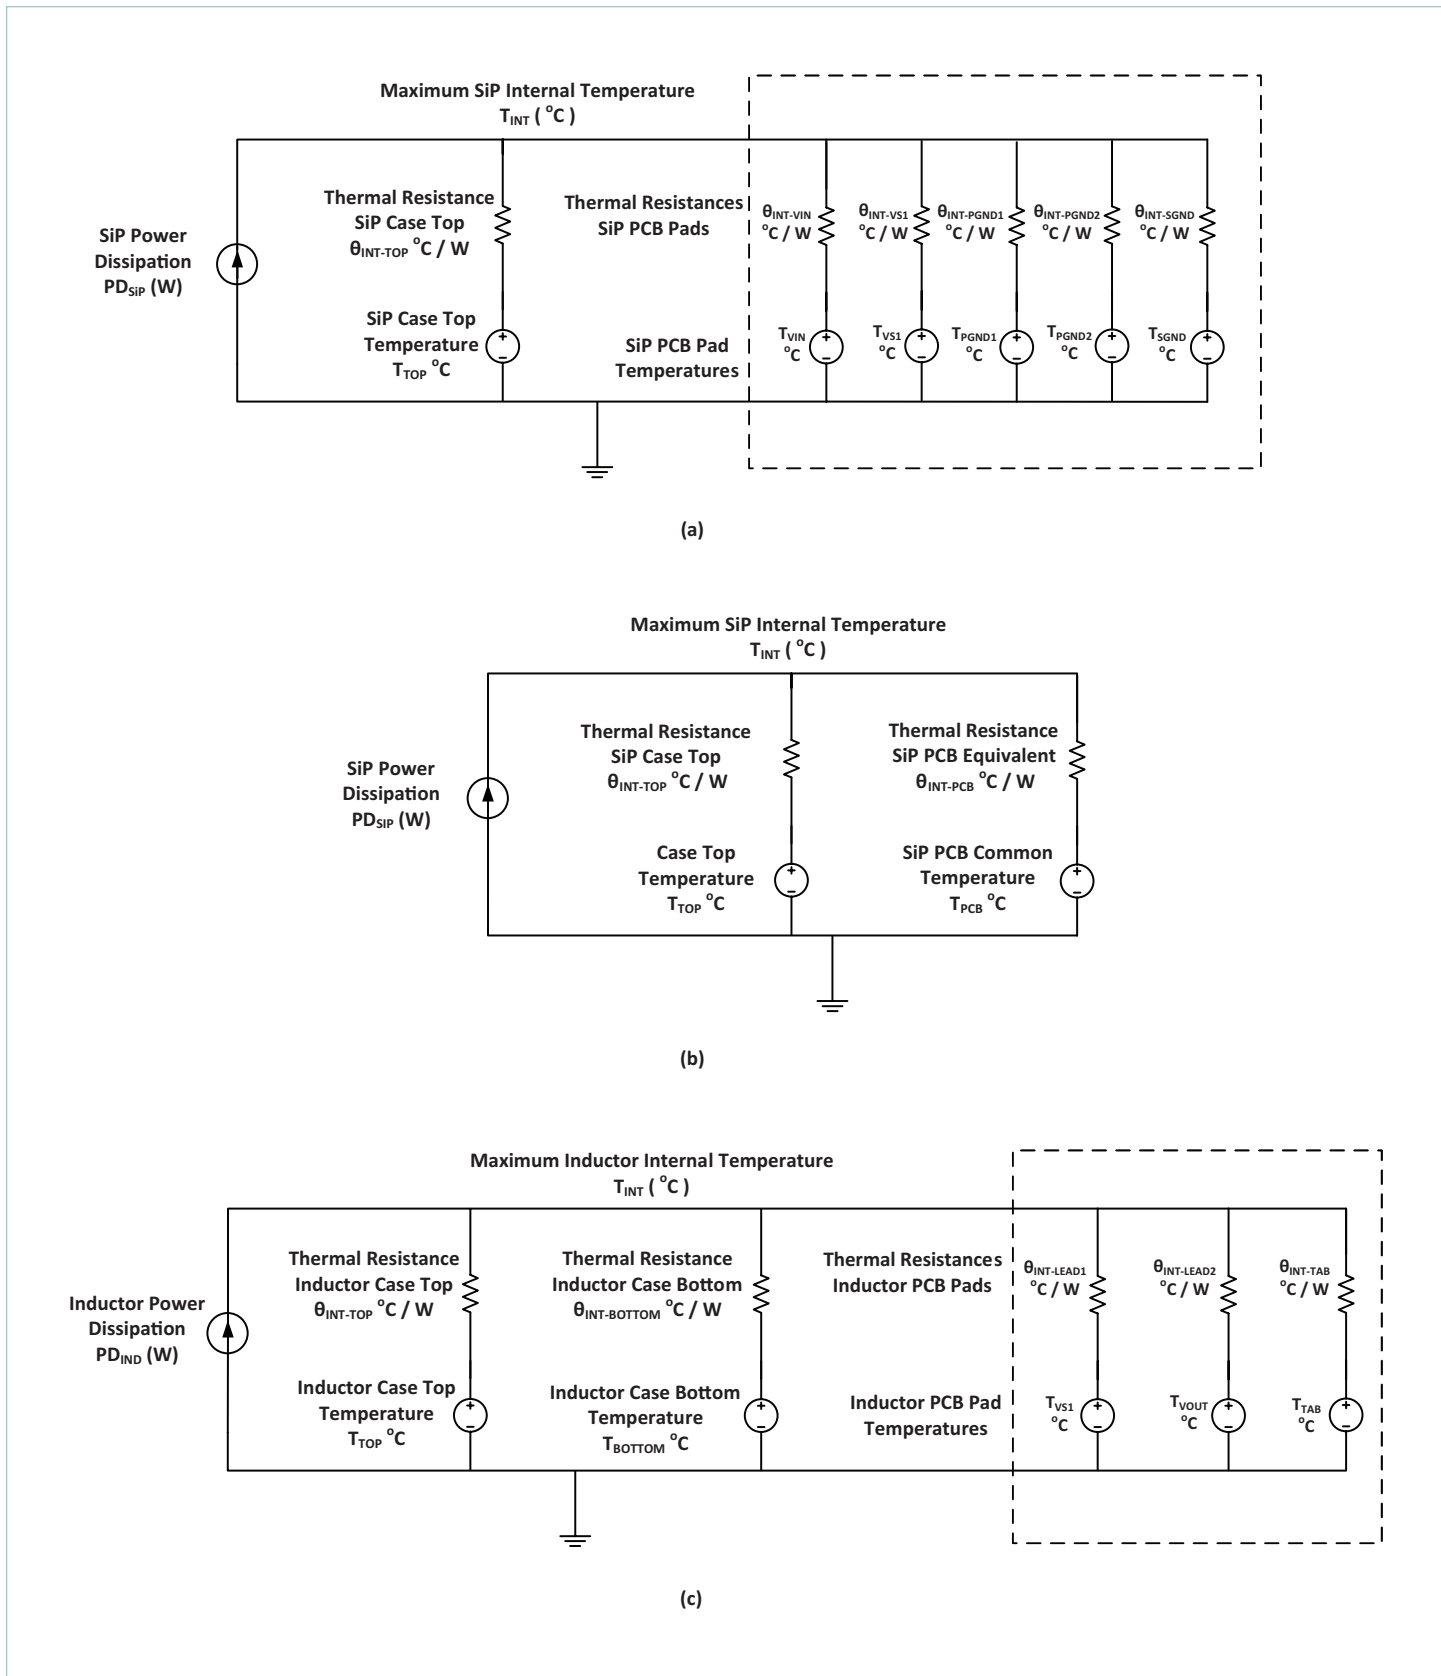 Maximum SiP Internal Temperature
TINT ( °C )
SiP Power
Dissipation
PDSiP (W)
Thermal Resistance
SiP Case Top
θINT-TOP °C / W
SiP Case Top
Temperature
TTOP °C
Thermal Resistances
SiP PCB Pads
SiP PCB Pad
Temperatures
θINT-VIN
°C / W
θINT-VS1
°C / W
θINT-PGND1
°C / W
θINT-PGND2
°C / W
θINT-SGND
°C / W
TVIN
°C
TVS1
°C
TPGND1
°C
TPGND2
°C
TSGND
°C
+
−
+
−
+
−
+
−
+
−
+
−
(a)
Maximum SiP Internal Temperature
TINT ( °C )
SiP Power
Dissipation
PDSIP (W)
Thermal Resistance
SiP Case Top
θINT-TOP °C / W
Case Top
Temperature
TTOP °C
Thermal Resistance
SiP PCB Equivalent
θINT-PCB °C / W
SiP PCB Common
Temperature
TPCB °C
+
−
+
−
(b)
Maximum Inductor Internal Temperature
TINT ( °C )
Inductor Power
Dissipation
PDIND (W)
Thermal Resistance
Inductor Case Top
θINT-TOP °C / W
Inductor Case Top
Temperature
TTOP °C
Thermal Resistance
Inductor Case Bottom
θINT-BOTTOM °C / W
Inductor Case Bottom
Temperature
TBOTTOM °C
Thermal Resistances
Inductor PCB Pads
Inductor PCB Pad
Temperatures
θINT-LEAD1
°C / W
θINT-LEAD2
°C / W
θINT-TAB
°C / W
TVS1
°C
TVOUT
°C
TTAB
°C
+
−
+
−
+
−
+
−
+
−
(c)